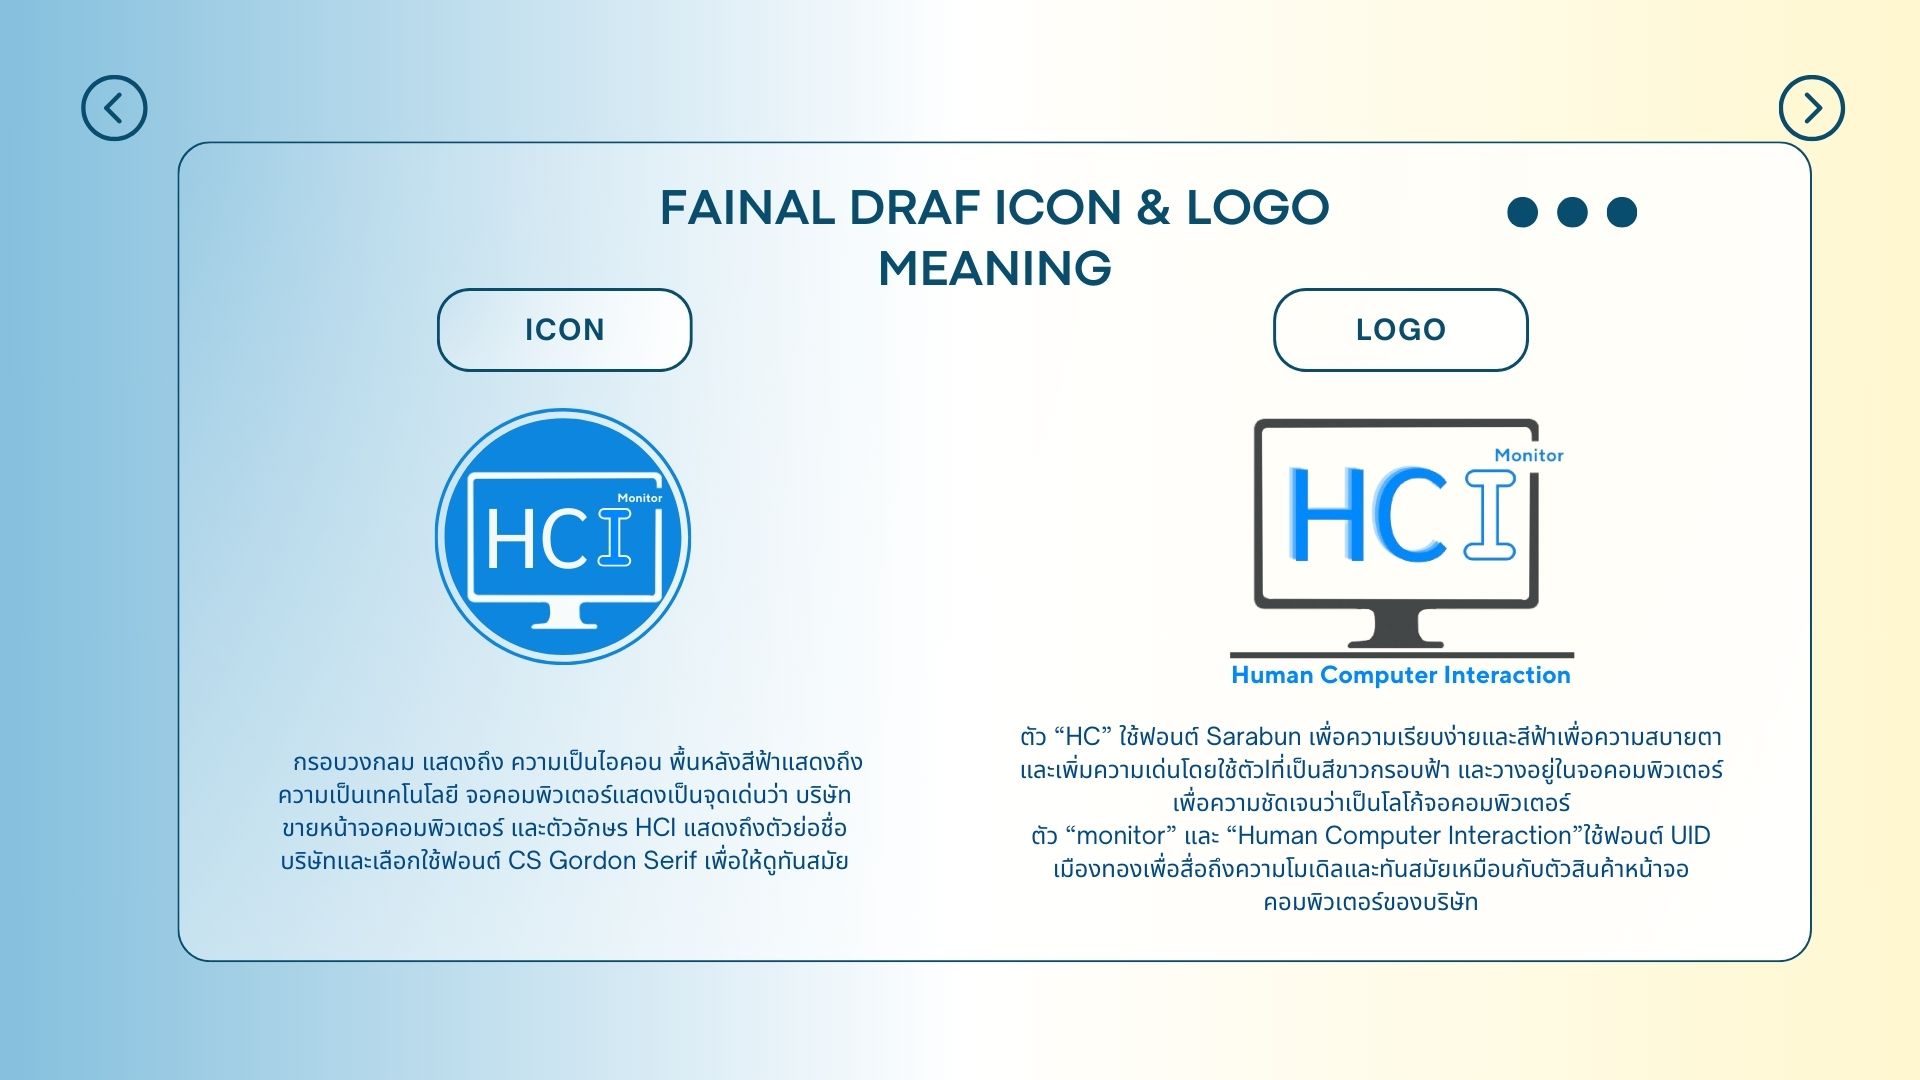 FAINAL DRAF ICON & LOGO
MEANING
ICON
Monitor
HCI
กรอบวงกลม แสดงถึง ความเป็นไอคอน พื้นหลังสีฟ้าแสดงถึง
ความเป็นเทคโนโลยี จอคอมพิวเตอร์แสดงเป็นจุดเด่นว่า บริษัท
ขายหน้าจอคอมพิวเตอร์ และตัวอักษร HCI แสดงถึงตัวย่อชื่อ
บริษัทและเลือกใช้ฟอนต์ CS Gordon Serif เพื่อให้ดูทันสมัย
LOGO
Monitor
HCI
Human Computer Interaction
ตัว “HC” ใช้ฟอนต์ Sarabun เพื่อความเรียบง่ายและสีฟ้าเพื่อความสบายตา
และเพิ่มความเด่นโดยใช้ตัวIที่เป็นสีขาวกรอบฟ้า และวางอยู่ในจอคอมพิวเตอร์
เพื่อความชัดเจนว่าเป็นโลโก้จอคอมพิวเตอร์
ตัว “monitor” และ “Human Computer Interaction”ใช้ฟอนต์ UID
เมืองทองเพื่อสื่อถึงความโมเดิลและทันสมัยเหมือนกับตัวสินค้าหน้าจอ
คอมพิวเตอร์ของบริษัท